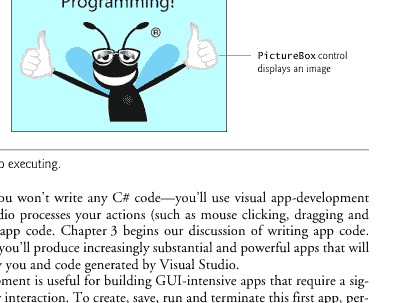 Programming!
®
PictureBox control
displays an image
executing.
you won't write any C# code—you'll use visual app-development
processes your actions (such as mouse clicking, dragging and
app code. Chapter 3 begins our discussion of writing app code.
you'll produce increasingly substantial and powerful apps that will
you and code generated by Visual Studio.
is useful for building GUI-intensive apps that require a sig-
interaction. To create, save, run and terminate this first app, per-